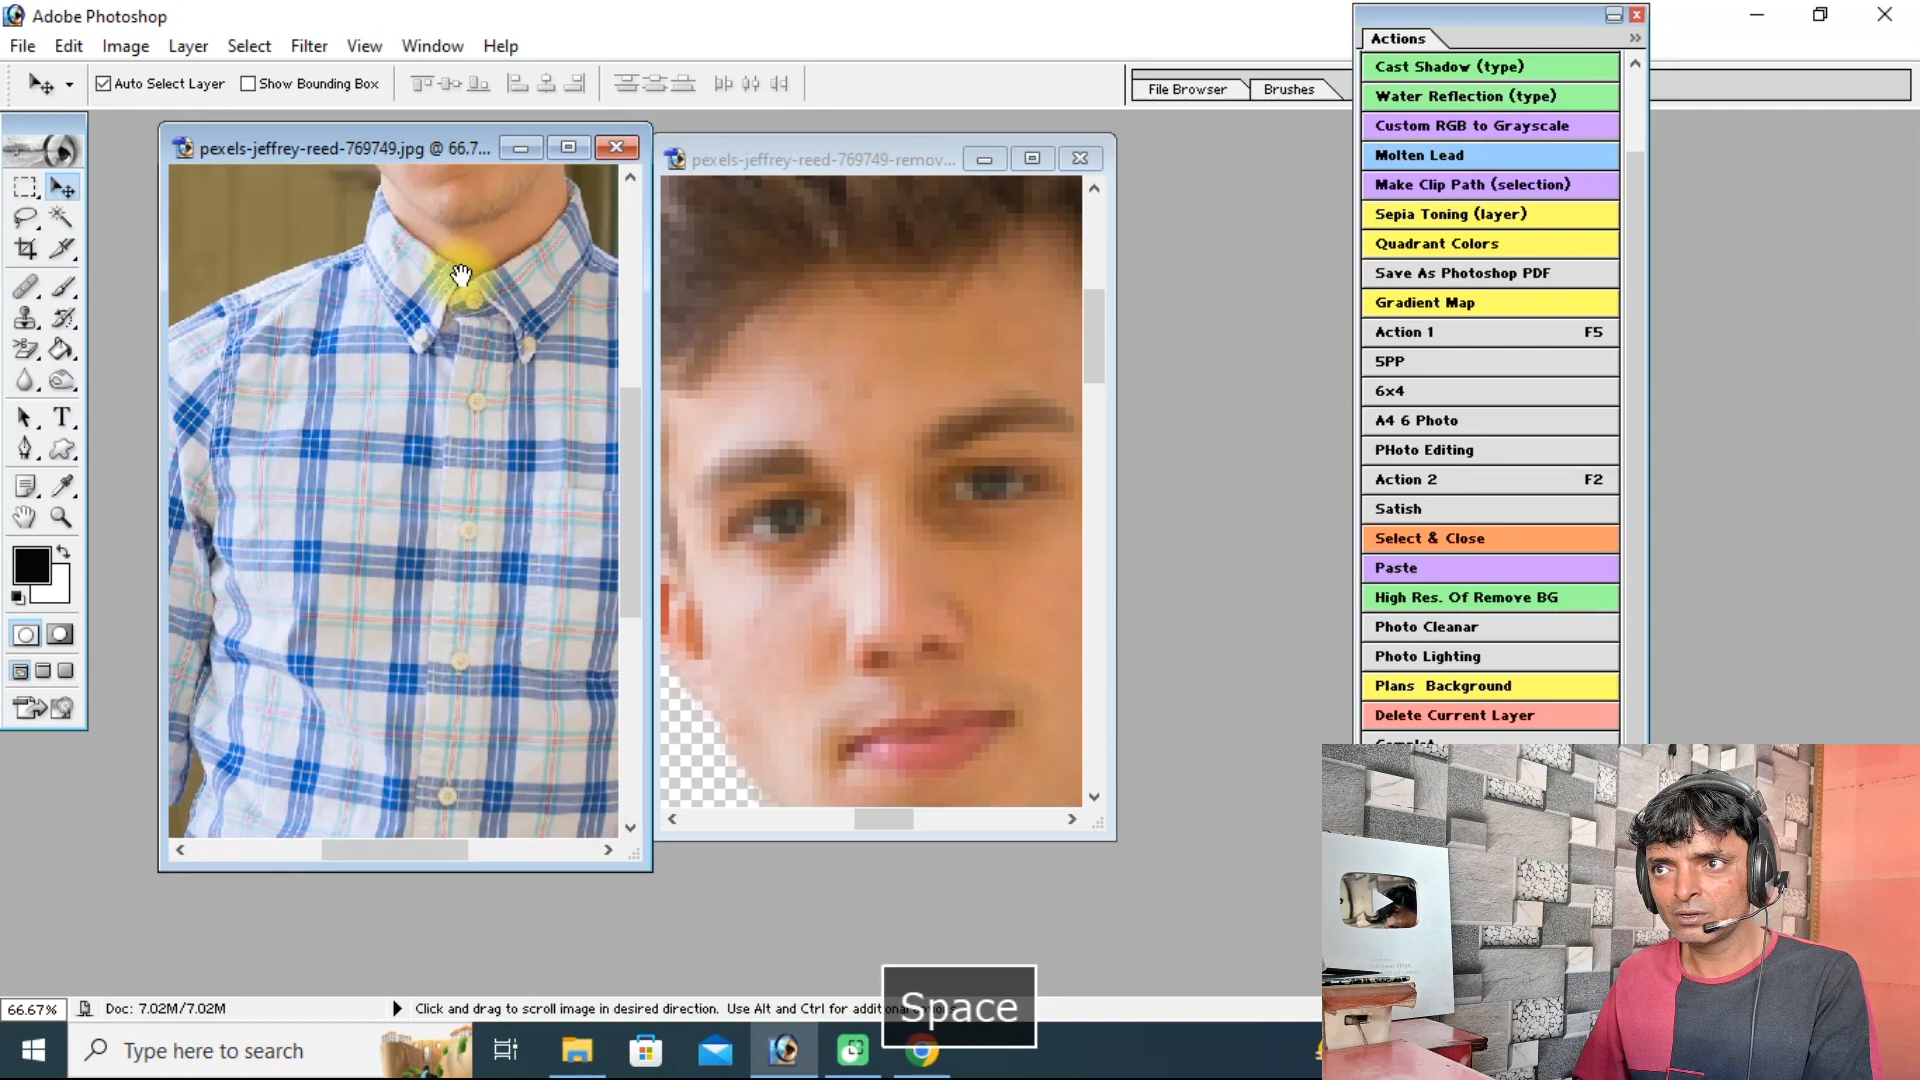 Adobe Photoshop
File Edit Image Layer Select Filter View Window Help
Auto Select Layer Show Bounding Box
File Browser Brushes
Actions
pexels-jeffrey-reed-769749.jpg @ 66.7...
pexels-jeffrey-reed-769749-remov...
Cast Shadow (type)
Water Reflection (type)
Custom RGB to Grayscale
Molten Lead
Make Clip Path (selection)
Sepia Toning (layer)
Quadrant Colors
Save As Photoshop PDF
Gradient Map
Action 1 F5
5PP
6x4
A4 6 Photo
PHoto Editing
Action 2 F2
Satish
Select & Close
Paste
High Res. Of Remove BG
Photo Cleanar
Photo Lighting
Plans Background
Delete Current Layer
66.67% Doc: 7.02M/7.02M Click and drag to scroll image in desired direction. Use Alt and Ctrl for
Space
Type here to search